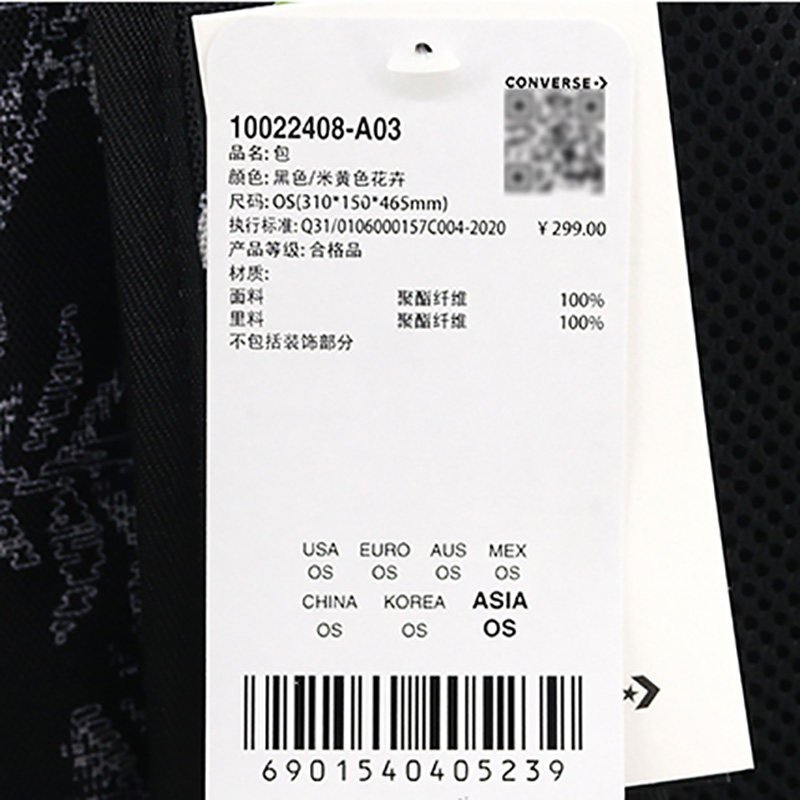 CONVERSE
10022408-A03
品名:包
颜色:黑色/米黄色花卉
尺码:OS(310*150*465mm)
执行标准:Q31/0106000157C004-2020 ¥299.00
产品等级:合格品
材质:
面料 聚酯纤维 100%
里料 聚酯纤维 100%
不包括装饰部分
USA EURO AUS MEX
OS OS OS OS
CHINA KOREA ASIA
OS OS OS
6901540405239